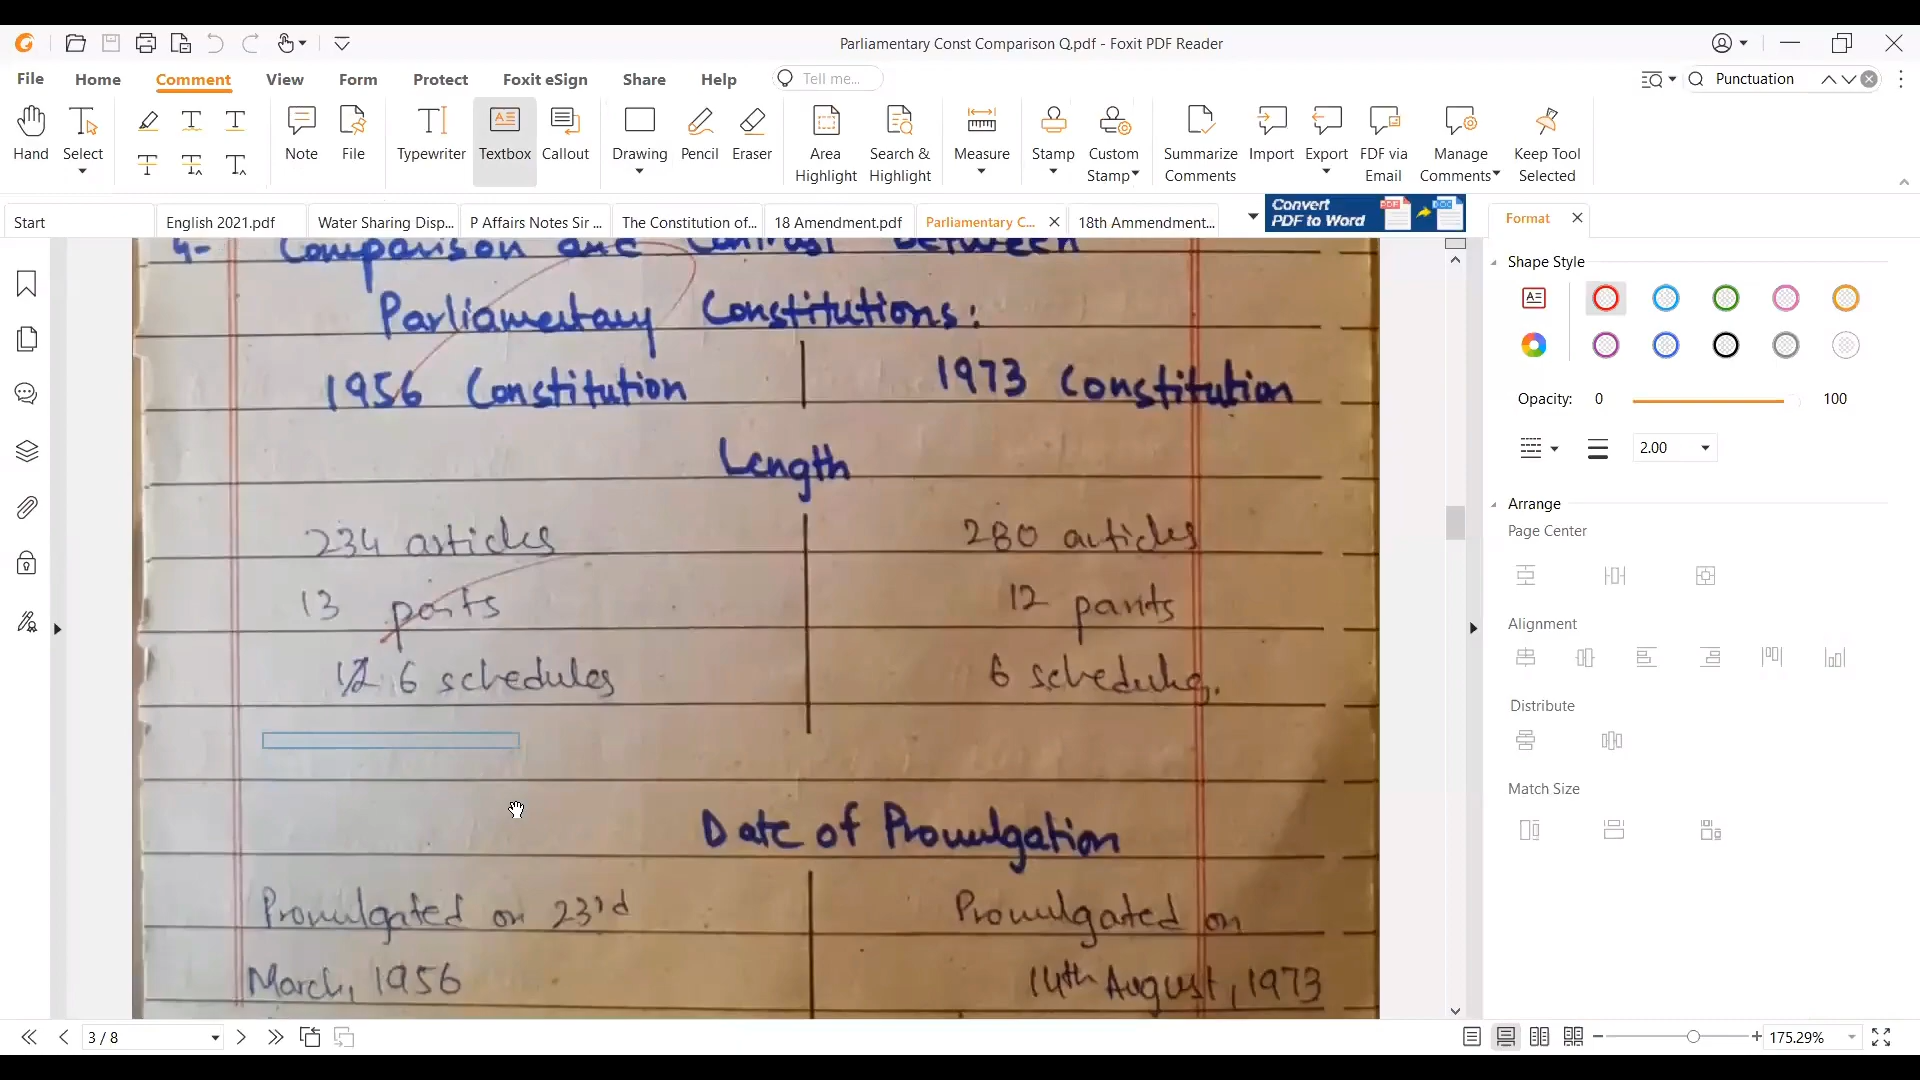 Parliamentary Const Comparison Q.pdf - Foxit PDF Reader
File Home Comment View Form Protect Foxit eSign Share Help Tell me... Punctuation
Hand Select Note File Typewriter Textbox Callout Drawing Pencil Eraser Area Highlight Search & Highlight Measure Stamp Custom Stamp Summarize Comments Import Export FDF via Email Manage Comments Keep Tool Selected
Convert PDF to Word
Start English 2021.pdf Water Sharing Disp... P Affairs Notes Sir ... The Constitution of... 18 Amendment.pdf Parliamentary C... 18th Ammendment...
4- Comparison and Contrast between
Parliamentary Constitutions:
1956 Constitution 1973 Constitution
Length
234 articles 280 articles
13 parts 12 parts
12 6 schedules 6 schedules.
Date of Promulgation
Promulgated on 23rd Promulgated on
March, 1956 14th August, 1973
Format
Shape Style
Opacity: 0 100
2.00
Arrange
Page Center
Alignment
Distribute
Match Size
3 / 8 175.29%